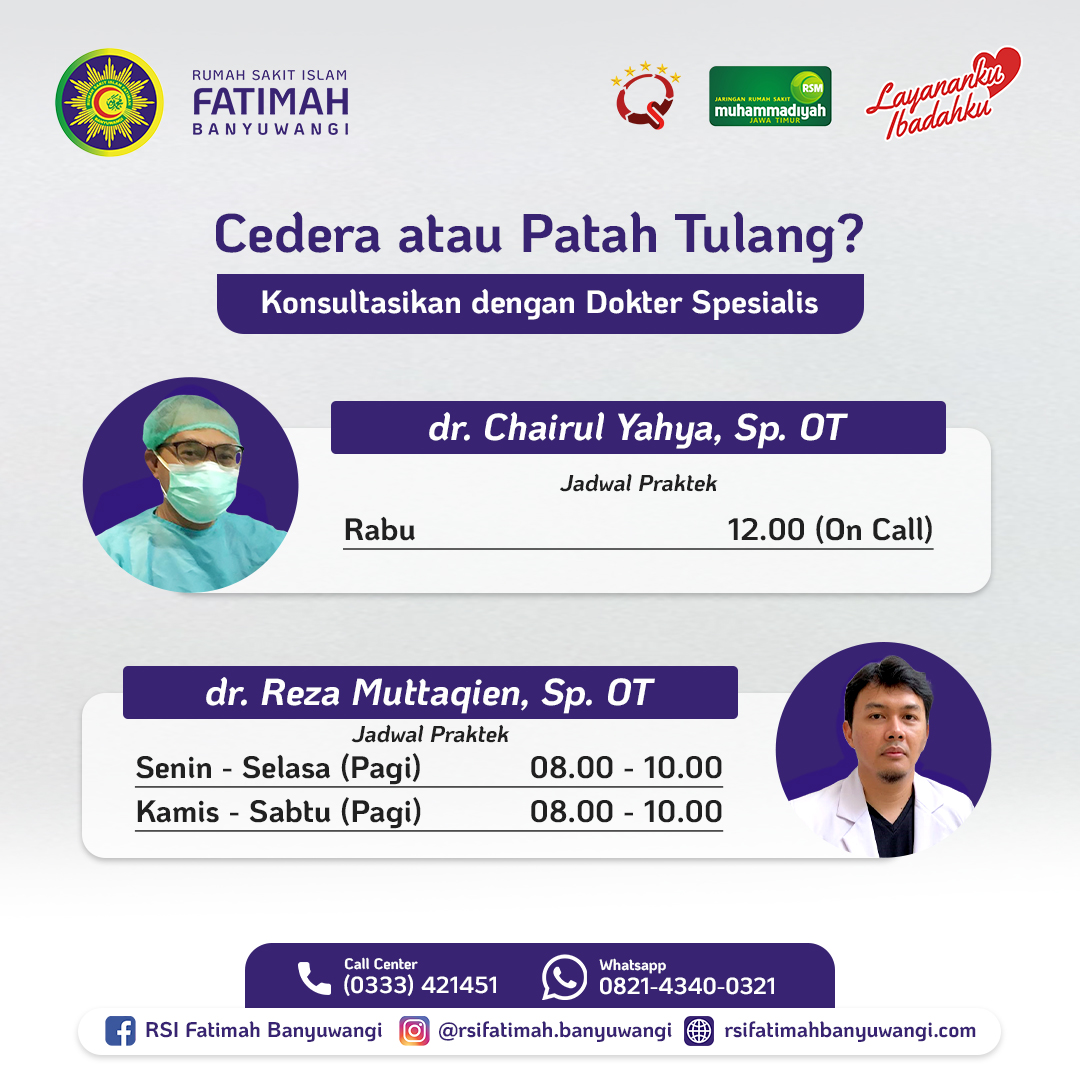 RUMAH SAKIT ISLAM
FATIMAH
BANYUWANGI
JARINGAN RUMAH SAKIT
RSM
muhammadiyah
JAWA TIMUR
Layananku
Ibadahku
Cedera atau Patah Tulang?
Konsultasikan dengan Dokter Spesialis
dr. Chairul Yahya, Sp. OT
Jadwal Praktek
Rabu 12.00 (On Call)
dr. Reza Muttaqien, Sp. OT
Jadwal Praktek
Senin - Selasa (Pagi) 08.00 - 10.00
Kamis - Sabtu (Pagi) 08.00 - 10.00
Call Center
(0333) 421451
Whatsapp
0821-4340-0321
RSI Fatimah Banyuwangi @rsifatimah.banyuwangi rsifatimahbanyuwangi.com